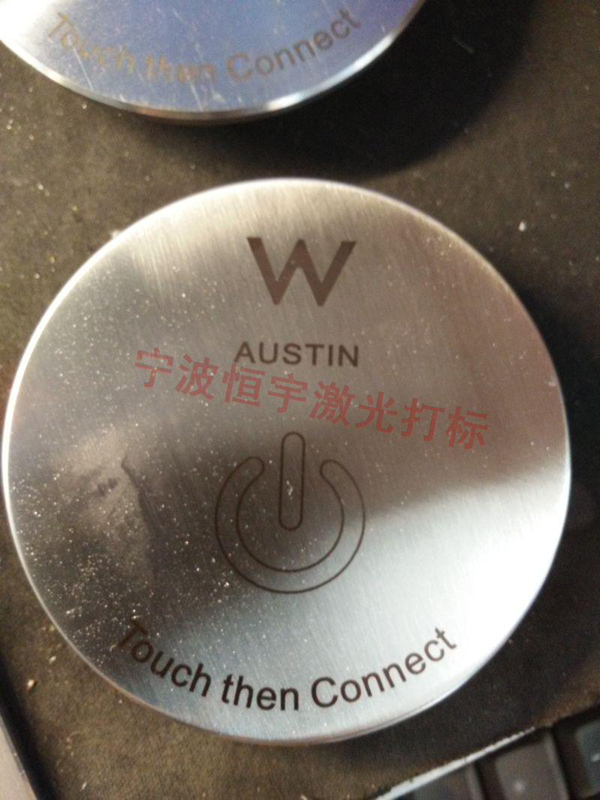 Touch then Connect
W
AUSTIN
宁波恒宇激光打标
Touch then Connect